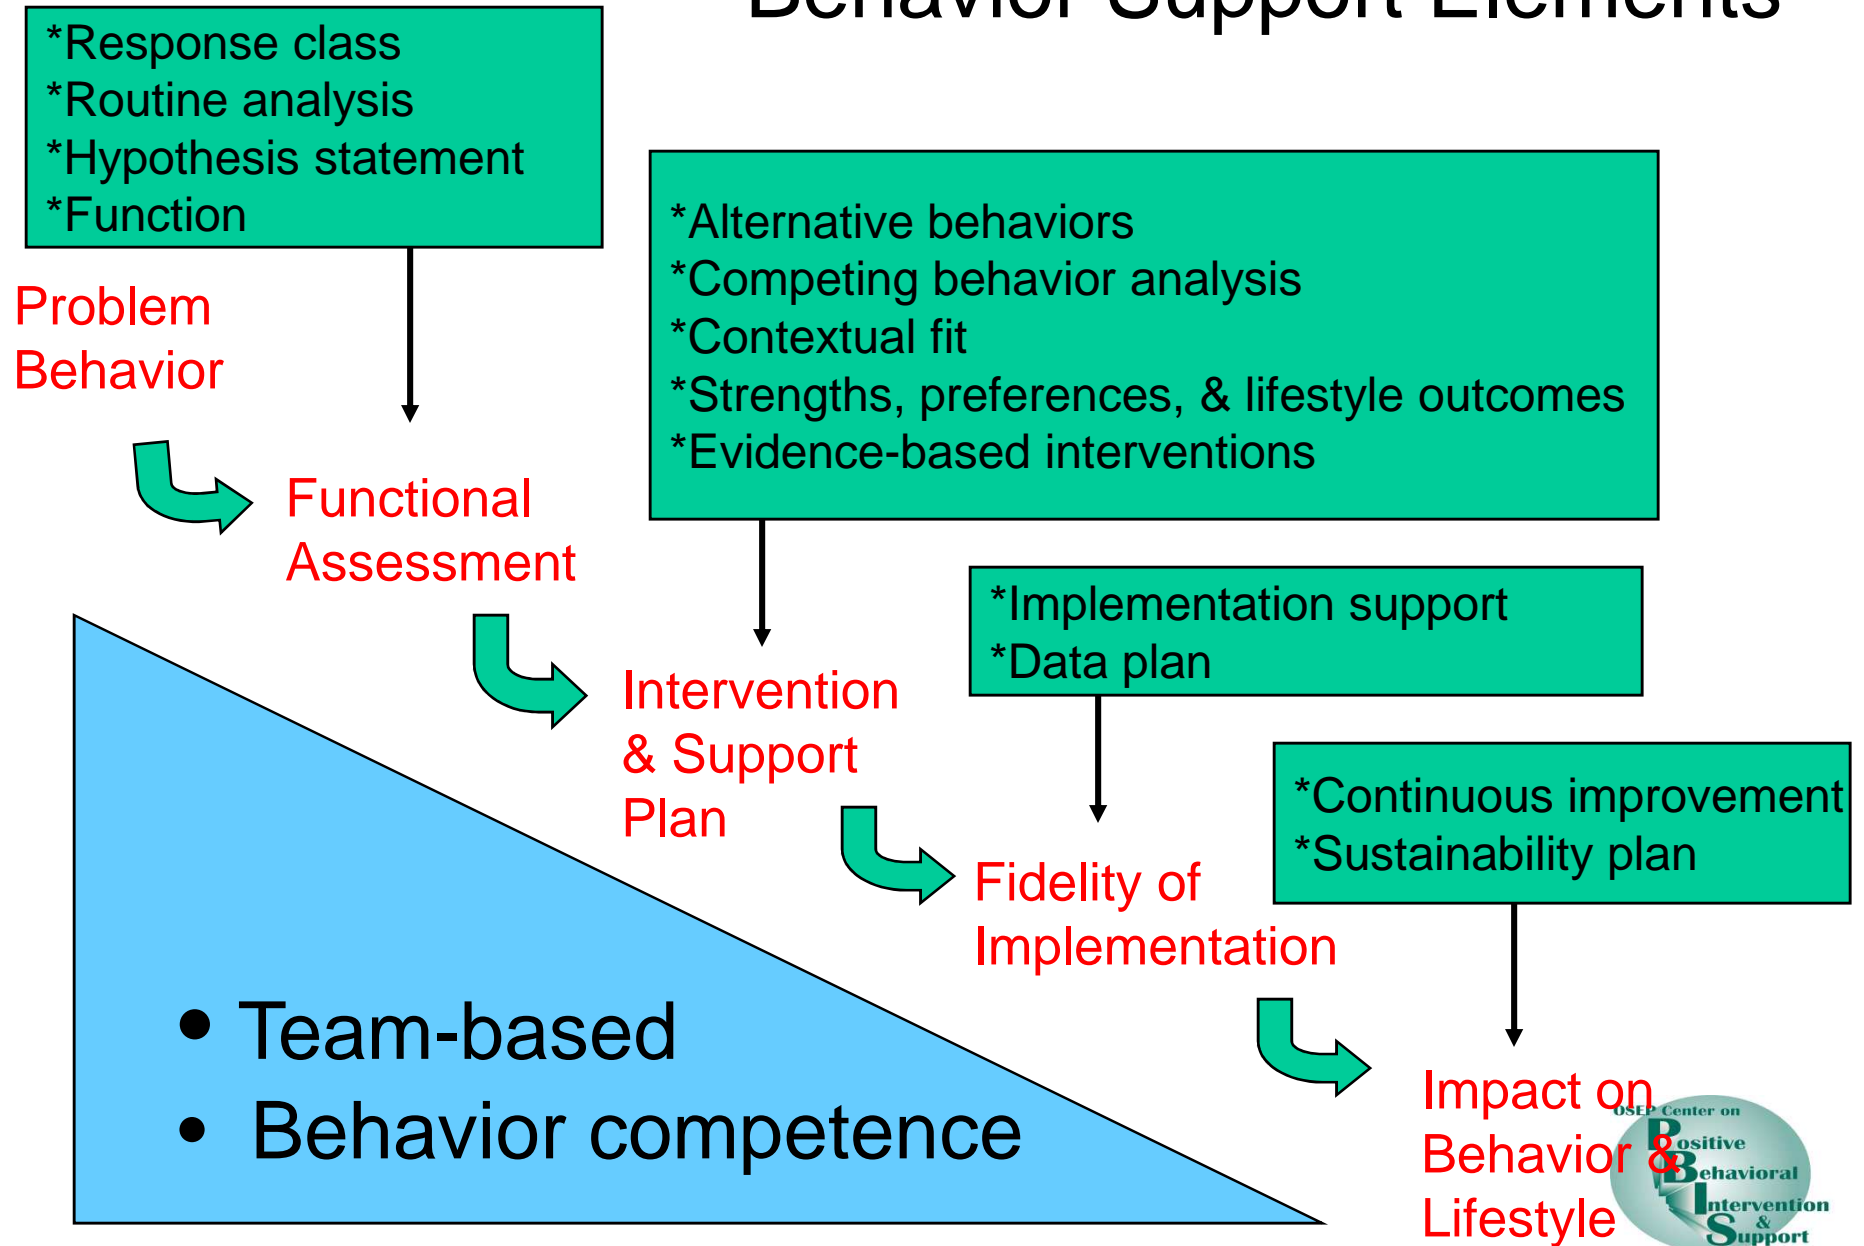 Behavior Support Elements
*Response class
*Routine analysis
*Hypothesis statement
*Function
*Alternative behaviors
*Competing behavior analysis
*Contextual fit
*Strengths, preferences, & lifestyle outcomes
*Evidence-based interventions
Problem
Behavior
Functional
Assessment
*Implementation support
*Data plan
Intervention
& Support
Plan
*Continuous improvement
*Sustainability plan
Fidelity of
Implementation
• Team-based
• Behavior competence
Impact on
Behavior &
Lifestyle
OSEP Center on
Positive
Behavioral
Intervention
&
Support